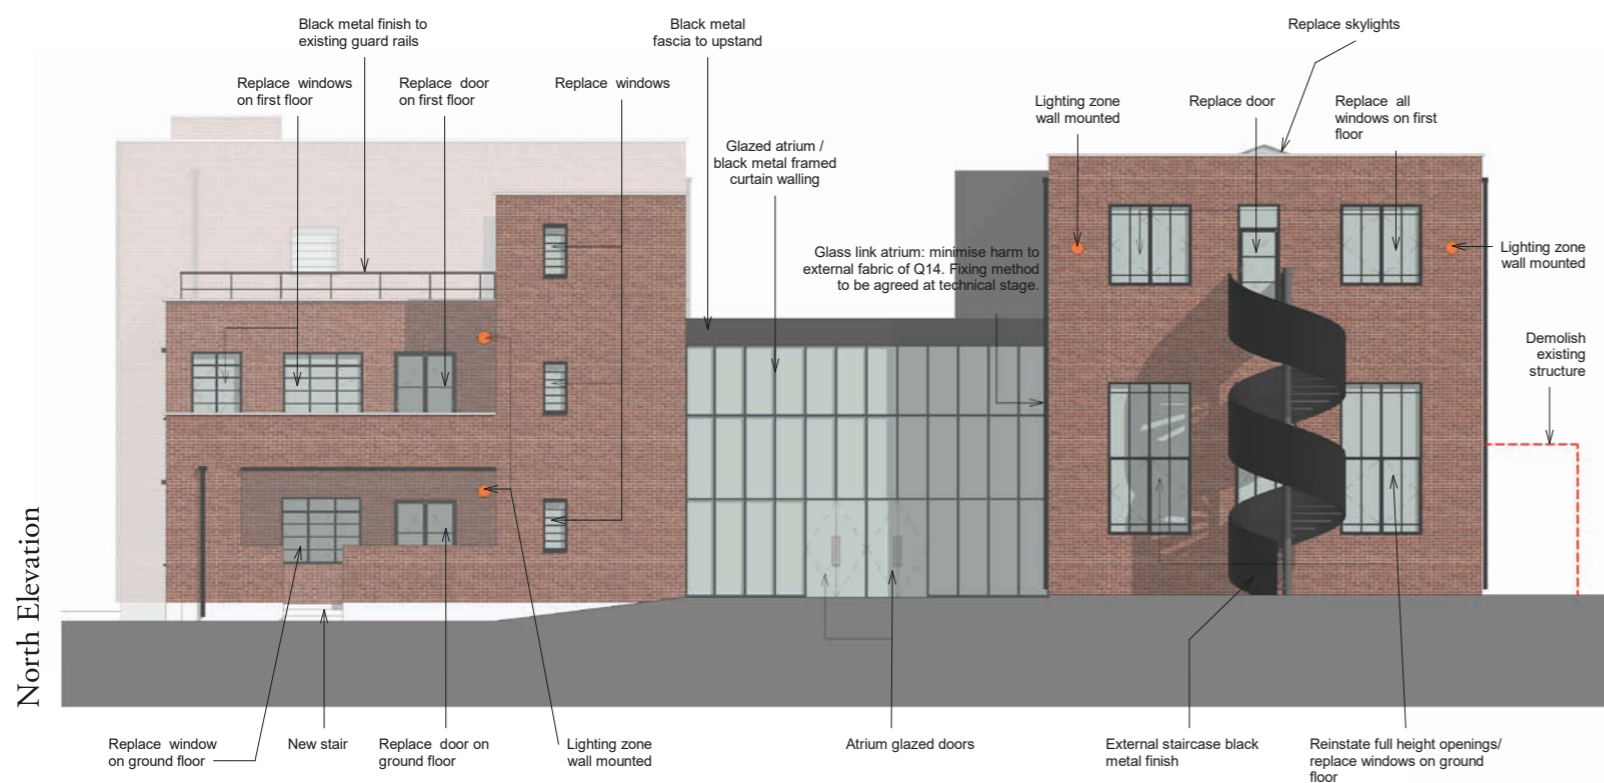 Black metal finish to
existing guard rails
Black metal
fascia to upstand
Replace skylights
Replace windows
on first floor
Replace door
on first floor
Replace windows
Lighting zone
wall mounted
Replace door
Replace all
windows on first
floor
Glazed atrium /
black metal framed
curtain walling
Glass link atrium: minimise harm to
external fabric of Q14. Fixing method
to be agreed at technical stage.
Lighting zone
wall mounted
Demolish
existing
structure
North Elevation
Replace window
on ground floor
New stair
Replace door on
ground floor
Lighting zone
wall mounted
Atrium glazed doors
External staircase black
metal finish
Reinstate full height openings/
replace windows on ground
floor